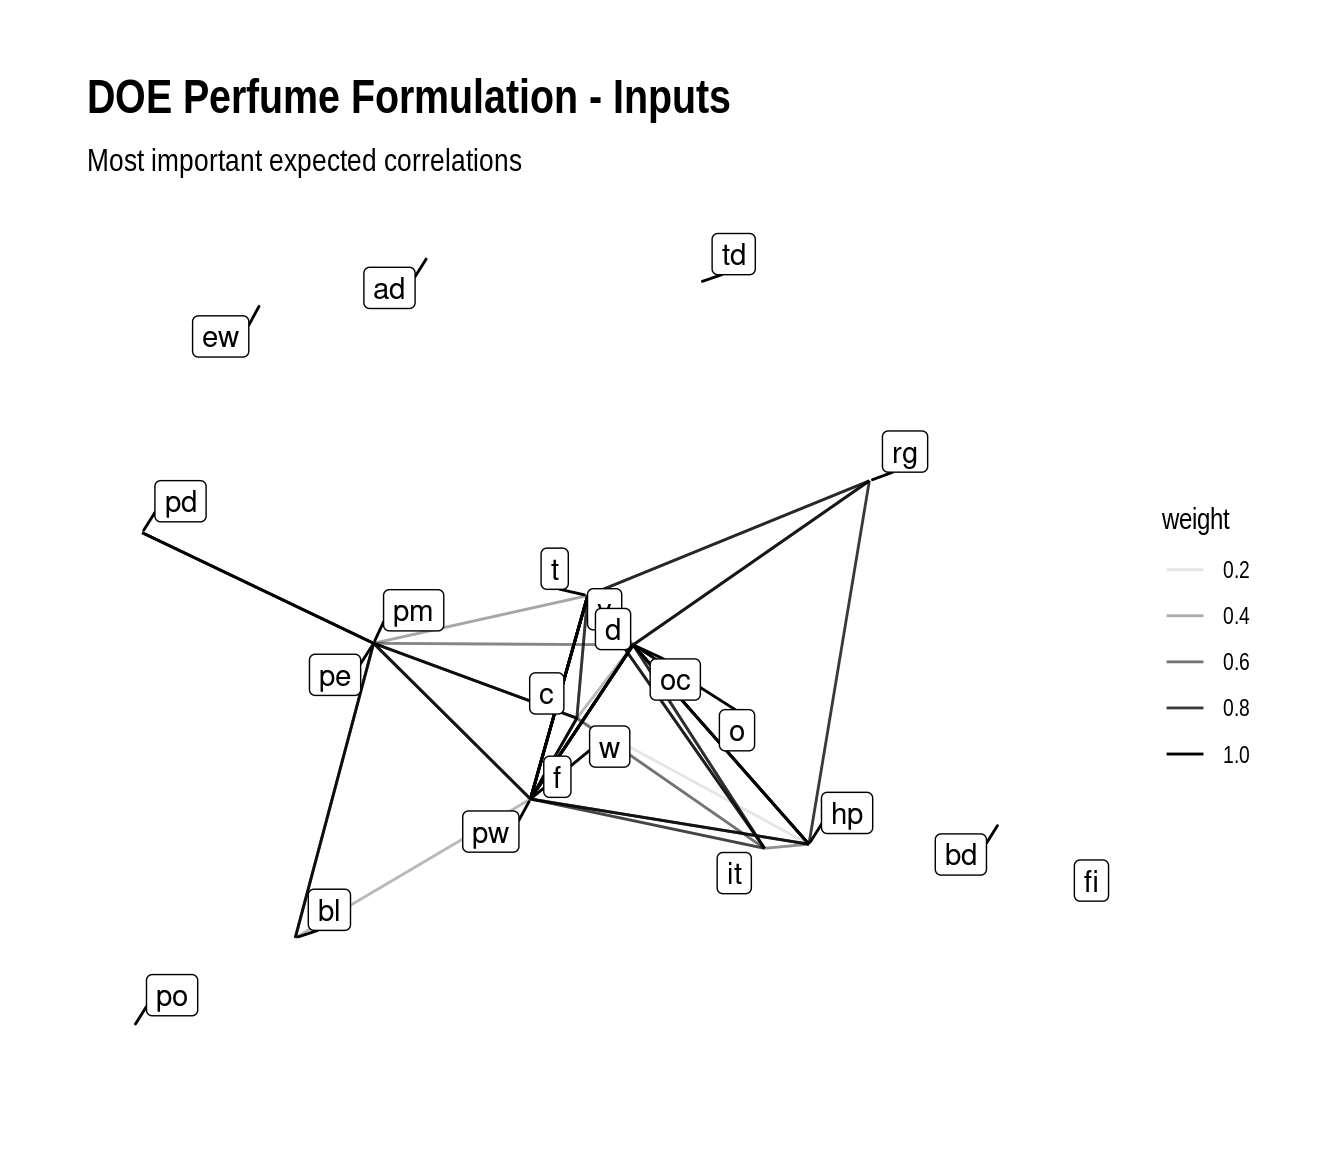 DOE Perfume Formulation - Inputs
Most important expected correlations
td
ad
ew
rg
pd
weight
t
0.2
pm
0.4
d
pe
oc
0.6
c
0.8
o
w
1.0
f
hp
pw
bd
it
fi
bl
po